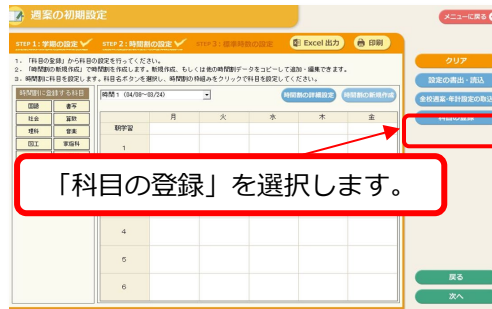 週案の初期設定
メニューに戻る
STEP 1：学期の設定
STEP 2：時間割の設定
STEP 3：標準時数の設定
Excel 出力
印刷
1． 「科目の登録」から科目の設定を行ってください。
2． 「時間割の新規作成」で時間割を作成します。新規作成、もしくは他の時間割データをコピーして追加・編集できます。
3． 時間割に科目を設定します。科目名ボタンを選択し、時間割の枠組みをクリックで科目を設定してください。
クリア
設定の書出・読込
全校週案・年計設定の取込
科目の登録
時間割に登録する科目
時間1 (04/08～03/24)
時間割の詳細設定
時間割の新規作成
国語 書写
社会 算数
理科 音楽
図工 家庭科
月 火 水 木 金
朝学習
1
「科目の登録」を選択します。
4
5
6
戻る
次へ